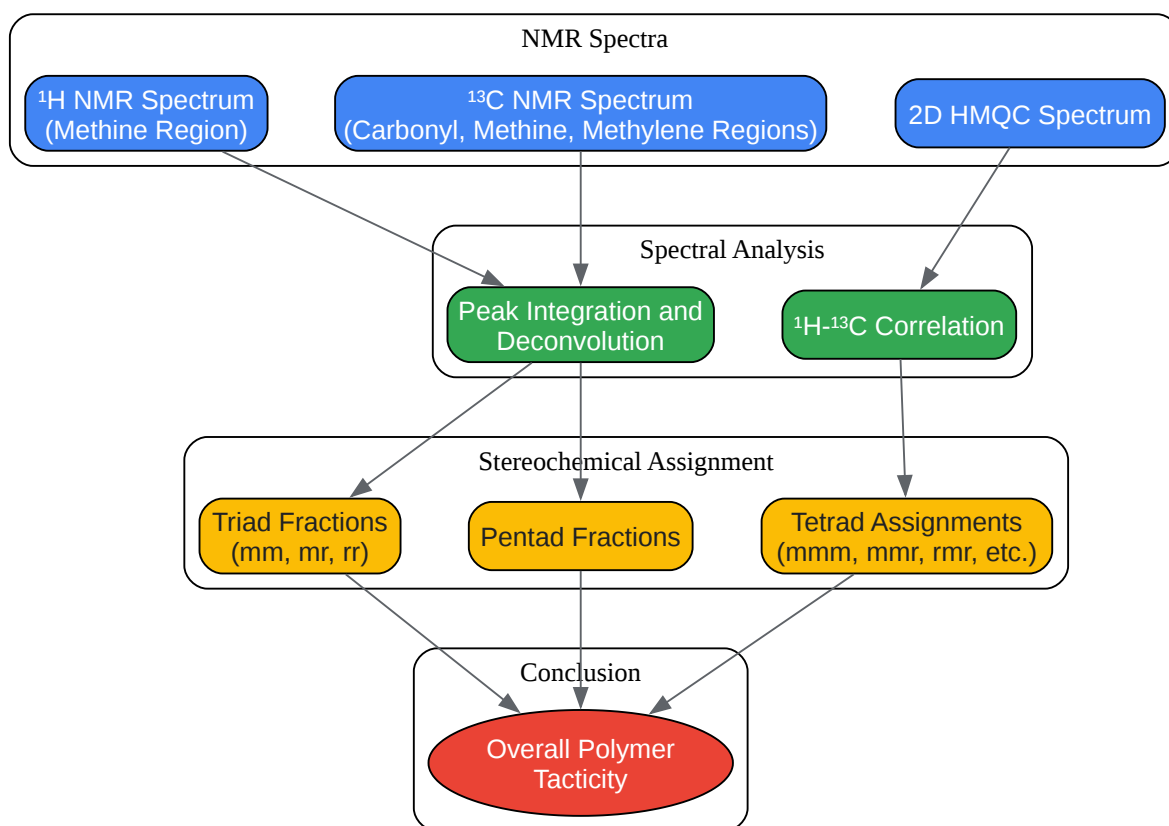 NMR Spectra
¹H NMR Spectrum
(Methine Region)
¹³C NMR Spectrum
(Carbonyl, Methine, Methylene Regions)
2D HMQC Spectrum
Spectral Analysis
Peak Integration and
Deconvolution
¹H-¹³C Correlation
Stereochemical Assignment
Triad Fractions
(mm, mr, rr)
Pentad Fractions
Tetrad Assignments
(mmm, mmr, rmr, etc.)
Conclusion
Overall Polymer
Tacticity